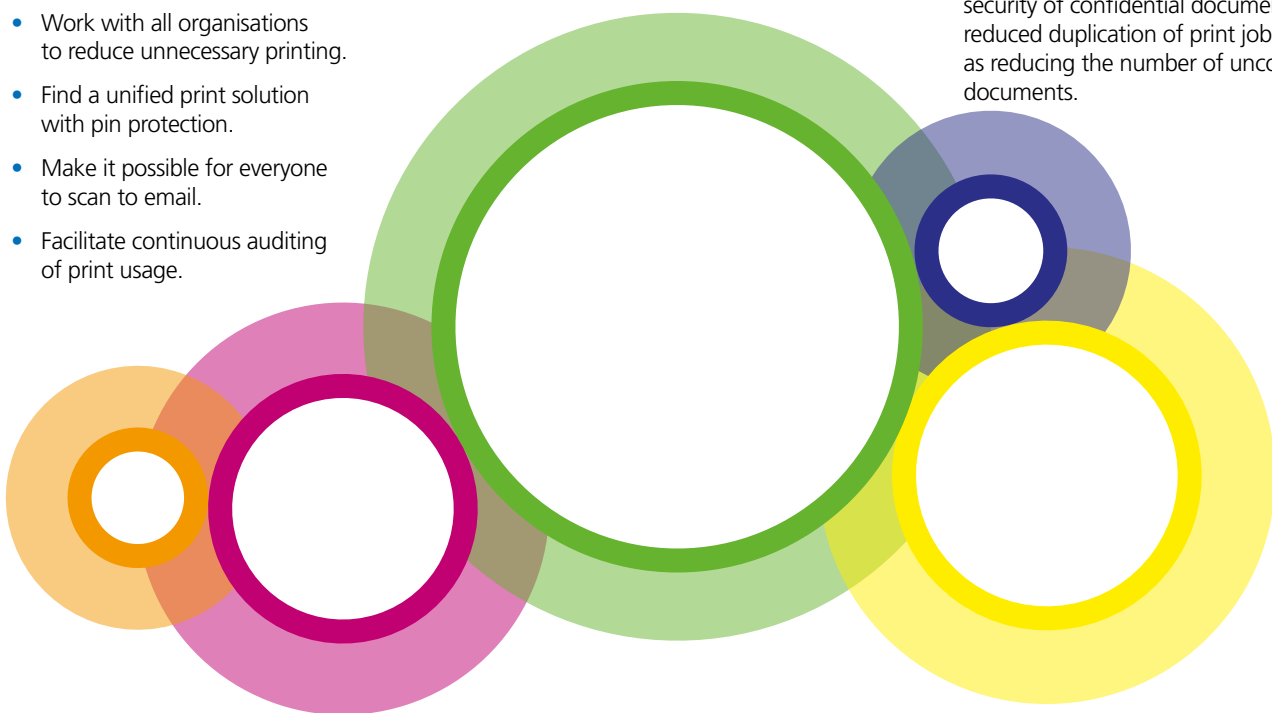 • Work with all organisations
to reduce unnecessary printing.
• Find a unified print solution
with pin protection.
• Make it possible for everyone
to scan to email.
• Facilitate continuous auditing
of print usage.
security of confidential
reduced duplication of print
as reducing the number of
documents.